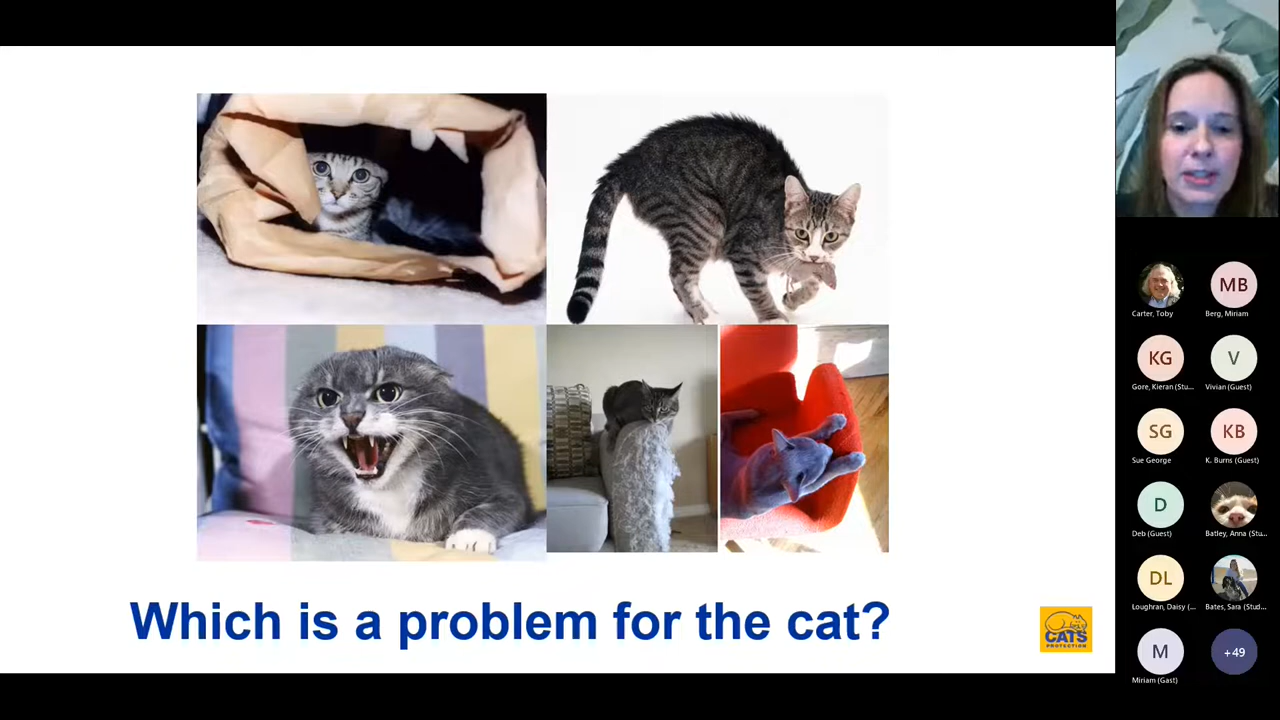 Which is a problem for the cat?
CATS
PROTECTION
Carter, Toby
MB
Berg, Miriam
KG
Gore, Kieran (Stu...
V
Vivian (Guest)
SG
Sue George
KB
K. Burns (Guest)
D
Deb (Guest)
Batley, Anna (Stu...
DL
Loughran, Daisy (...
Bates, Sara (Stud...
M
Miriam (Gast)
+49